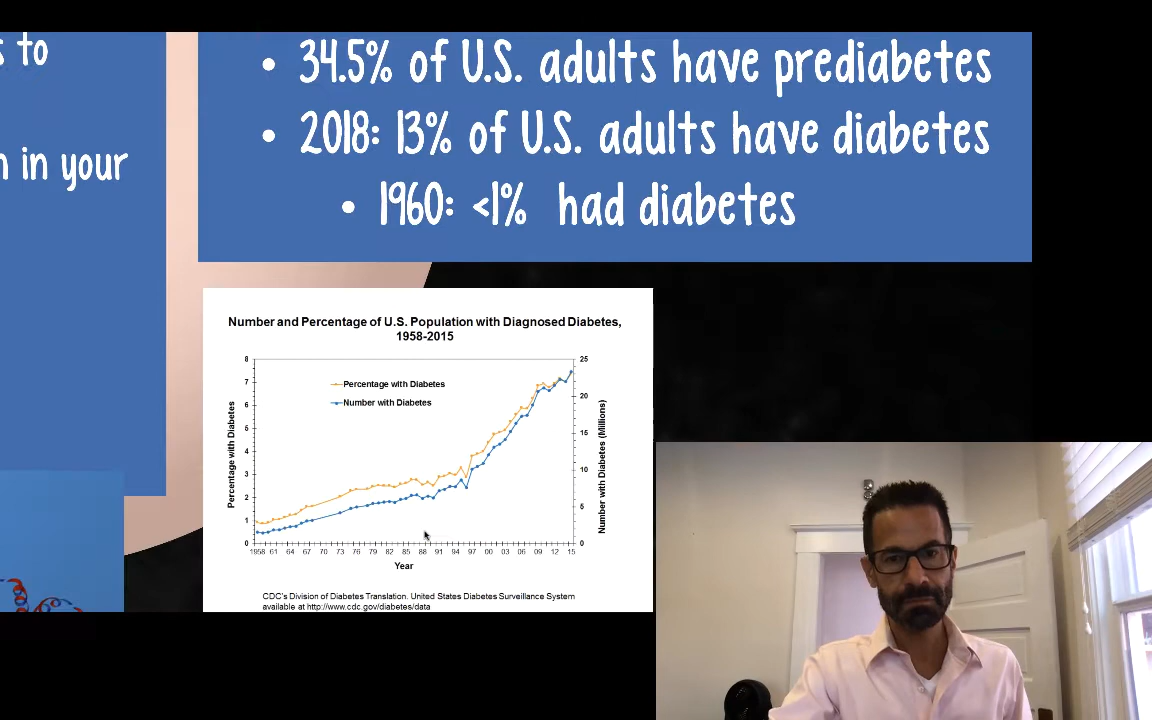 s to
n in your
• 34.5% of U.S. adults have prediabetes
• 2018: 13% of U.S. adults have diabetes
• 1960: <1% had diabetes
Number and Percentage of U.S. Population with Diagnosed Diabetes,
1958-2015
Percentage with Diabetes
Number with Diabetes
Percentage with Diabetes
8
7
6
5
4
3
2
1
0
Number with Diabetes (Millions)
25
20
15
10
5
0
1958 61 64 67 70 73 76 79 82 85 88 91 94 97 00 03 06 09 12 15
Year
CDC's Division of Diabetes Translation. United States Diabetes Surveillance System
available at http://www.cdc.gov/diabetes/data